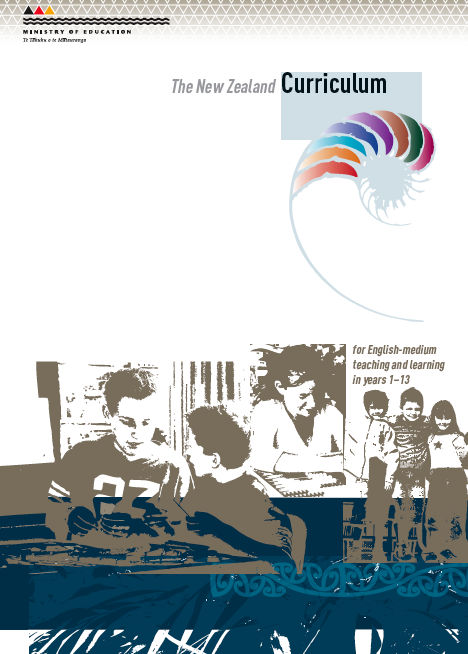 MINISTRY OF EDUCATION
Te Tāhuhu o te Mātauranga
The New Zealand Curriculum
for English-medium
teaching and learning
in years 1–13